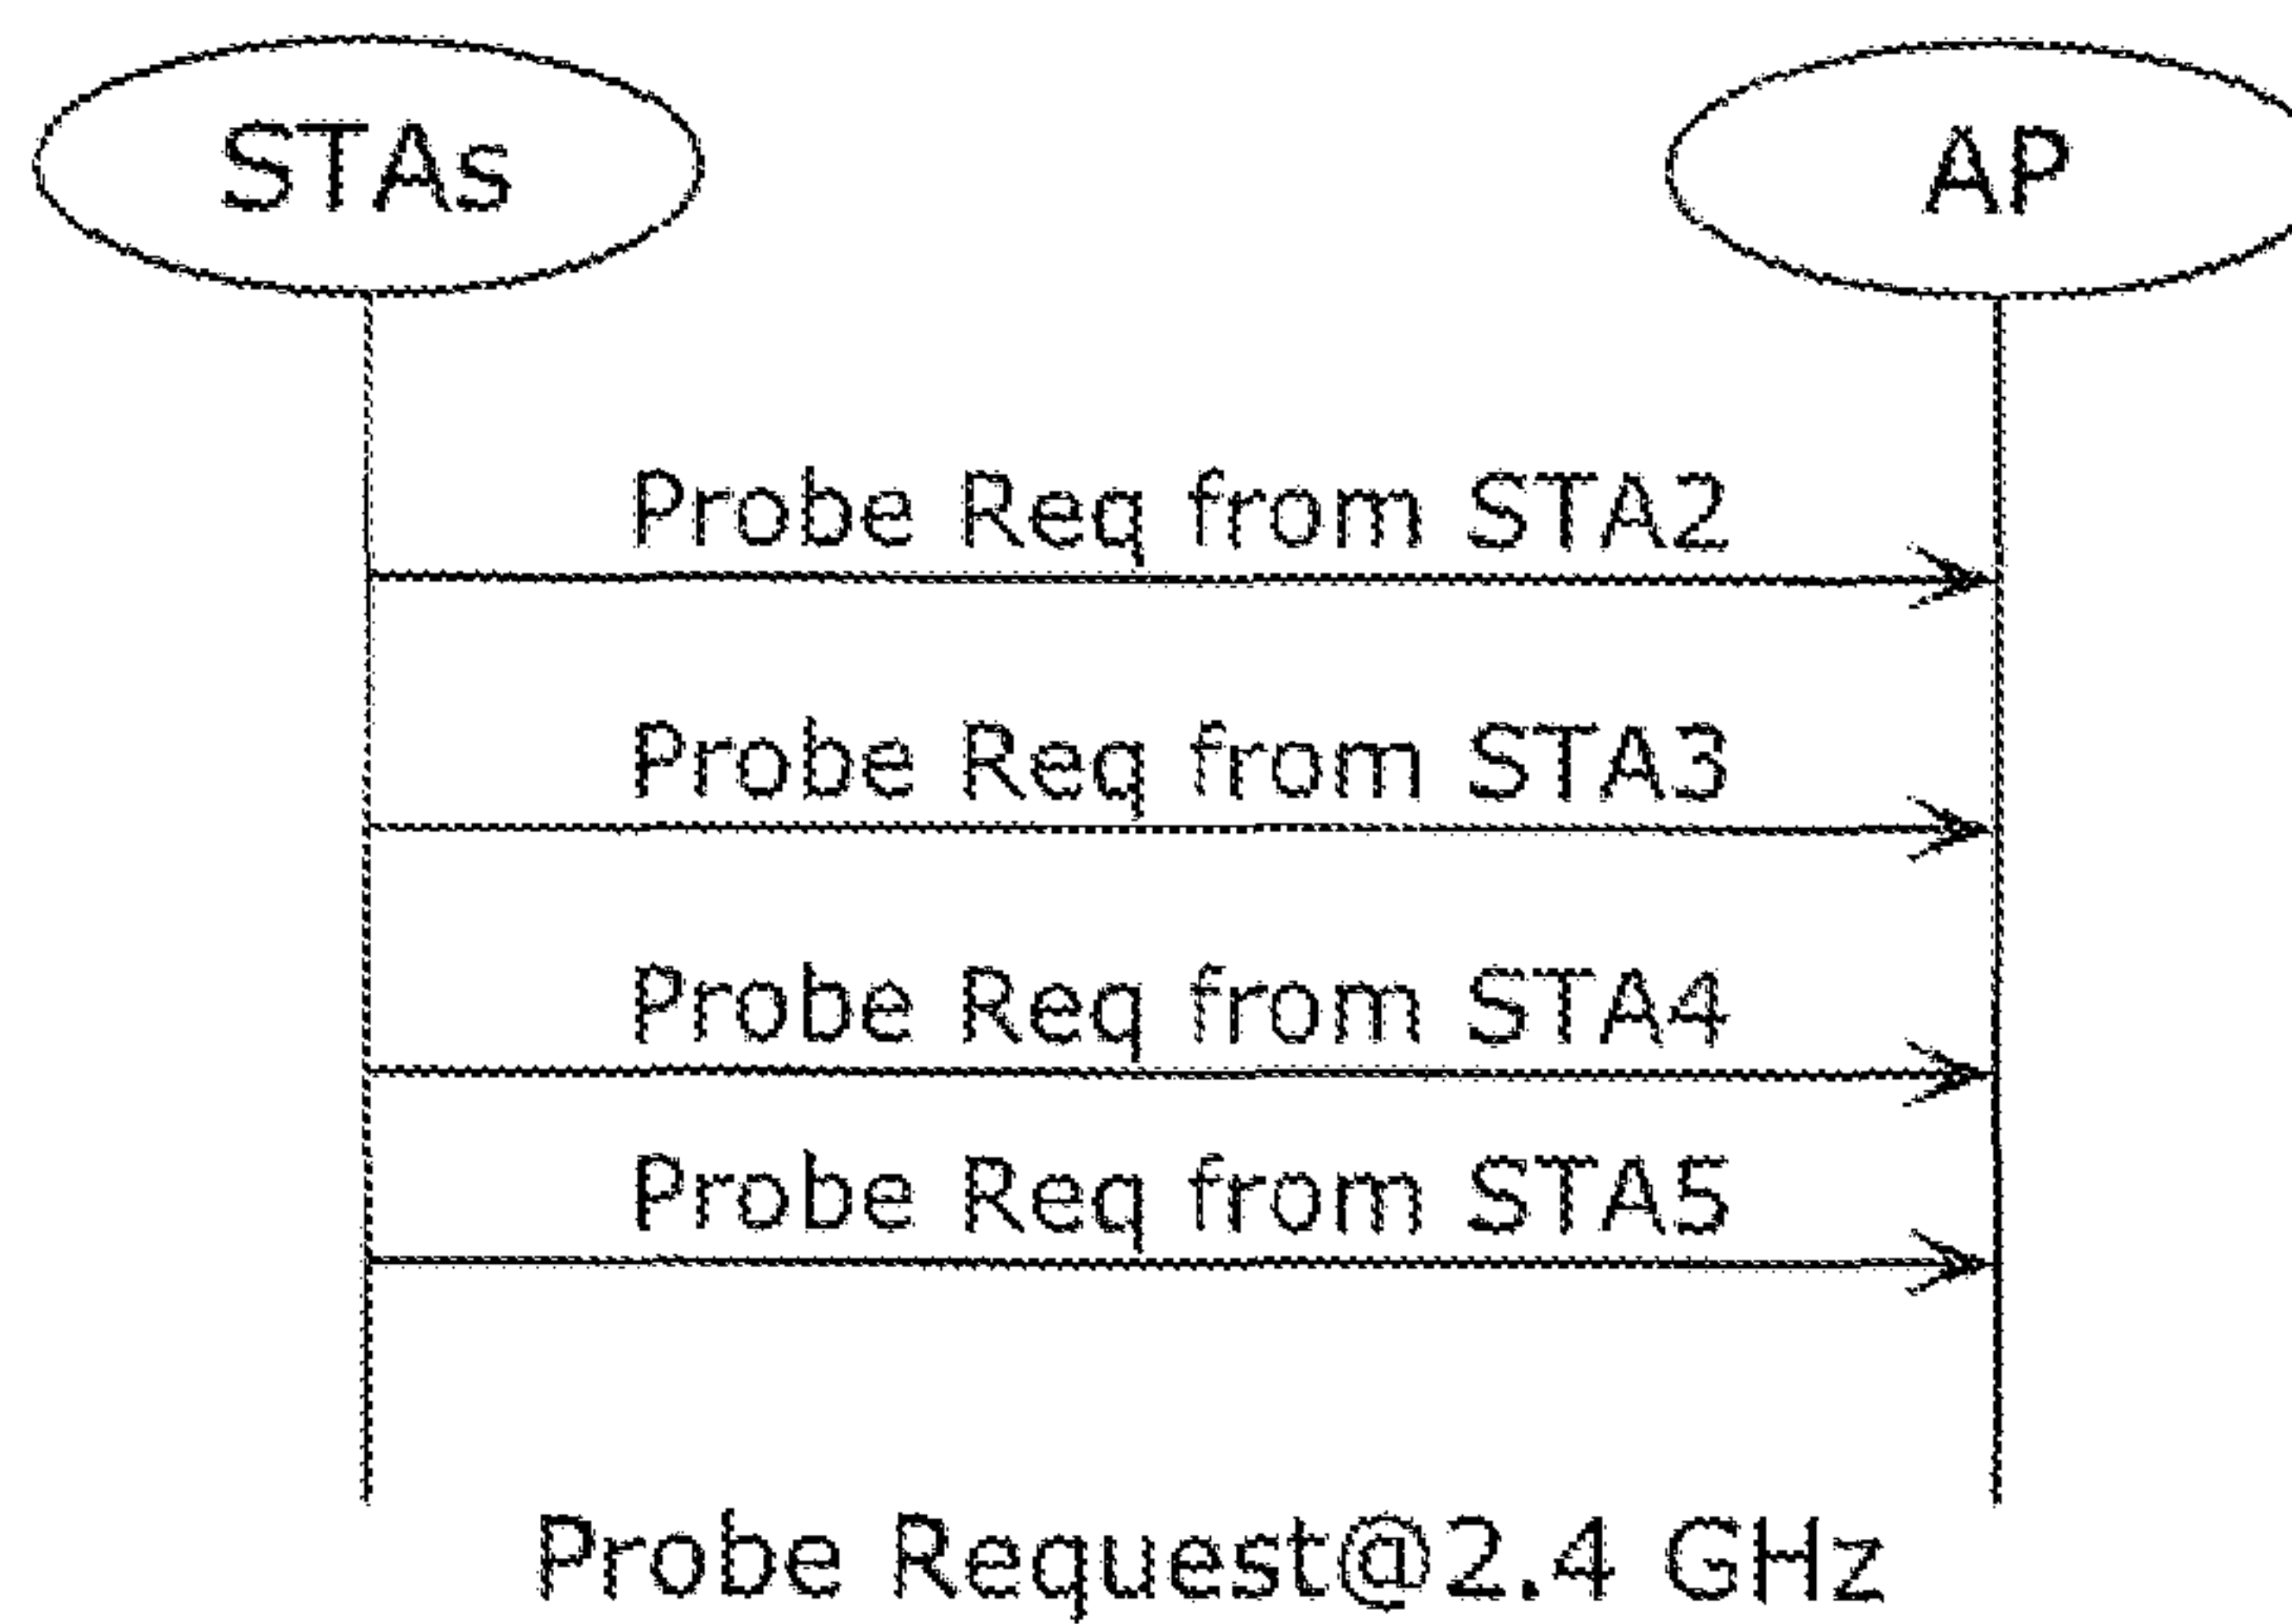 STAs
AP
Probe Req from STA2
Probe Req from STA3
Probe Req from STA4
Probe Req from STA5
Probe Request@2.4 GHz